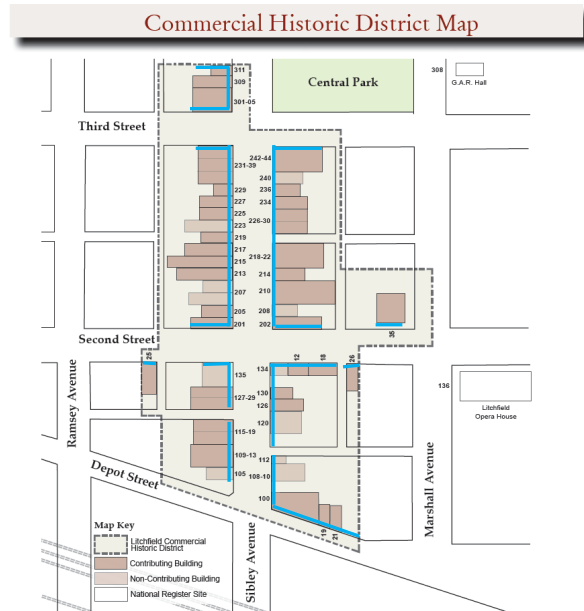 Commercial Historic District Map
311
309
301-05
Central Park
308
G.A.R. Hall
Third Street
231-39
229
227
225
223
219
217
215
213
207
205
201
242-44
240
236
234
226-30
218-22
214
210
208
202
35
Second Street
25
135
127-29
115-19
109-13
105
134
12
18
26
130
126
120
112
108-10
100
19
21
136
Litchfield
Opera House
Ramsey Avenue
Depot Street
Sibley Avenue
Marshall Avenue
Map Key
Litchfield Commercial
Historic District
Contributing Building
Non-Contributing Building
National Register Site